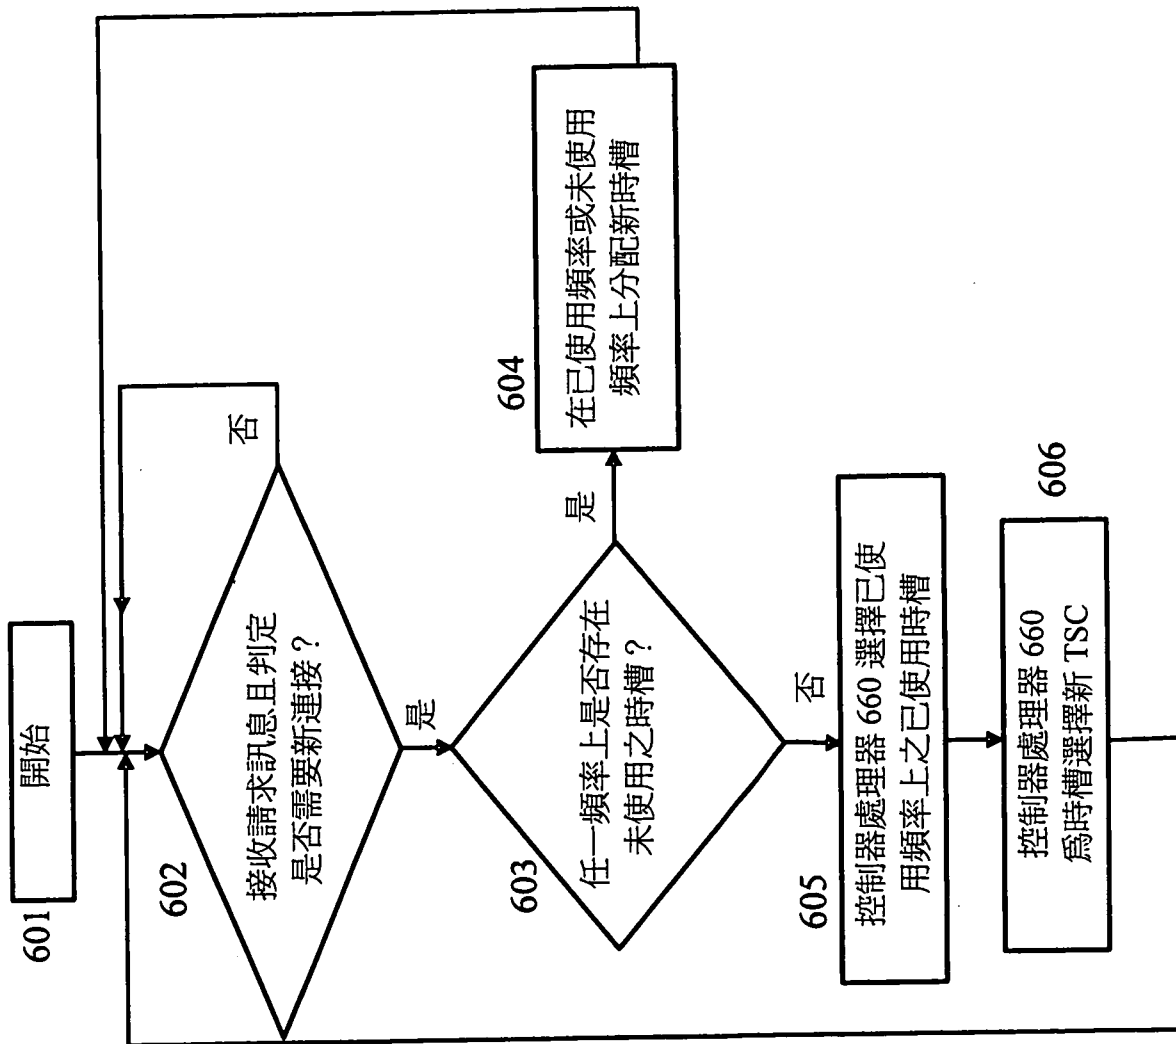 601
開始
602
接收請求訊息且判定
是否需要新連接？
否
是
603
任一頻率上是否存在
未使用之時槽？
是
604
在已使用頻率或未使用
頻率上分配新時槽
否
605
控制器處理器 660 選擇已使
用頻率上之已使用時槽
606
控制器處理器 660
爲時槽選擇新 TSC